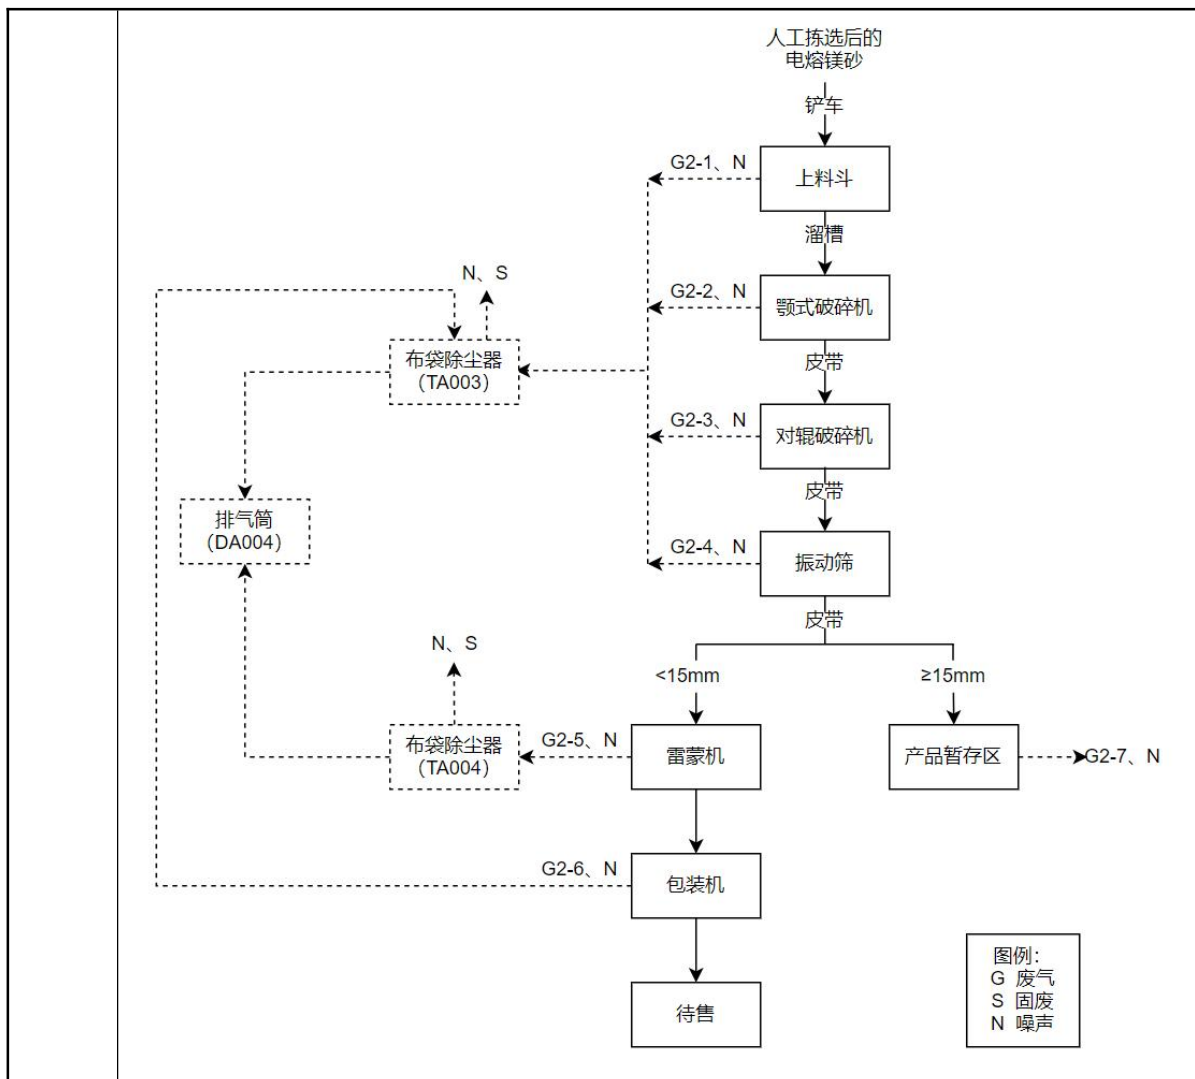 人工拣选后的
电熔镁砂
铲车
G2-1、N
上料斗
溜槽
N、S
G2-2、N
颚式破碎机
布袋除尘器
（TA003）
皮带
G2-3、N
对辊破碎机
皮带
排气筒
（DA004）
G2-4、N
振动筛
皮带
N、S
<15mm
≥15mm
布袋除尘器
（TA004）
G2-5、N
雷蒙机
产品暂存区
G2-7、N
G2-6、N
包装机
待售
图例：
G 废气
S 固废
N 噪声